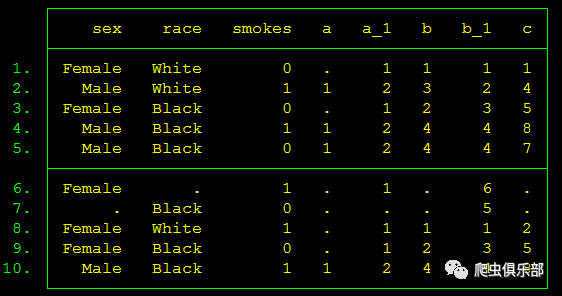 sex race smokes a a_1 b b_1 c
1. Female White 0 . 1 1 1 1
2. Male White 1 1 2 3 2 4
3. Female Black 0 . 1 2 3 5
4. Male Black 1 1 2 4 4 8
5. Male Black 0 1 2 4 4 7
6. Female . 1 . 1 . 6 .
7. . Black 0 . . . 5 .
8. Female White 1 . 1 1 1 2
9. Female Black 0 . 1 2 3 5
10. Male Black 1 1 2 4
爬虫俱乐部